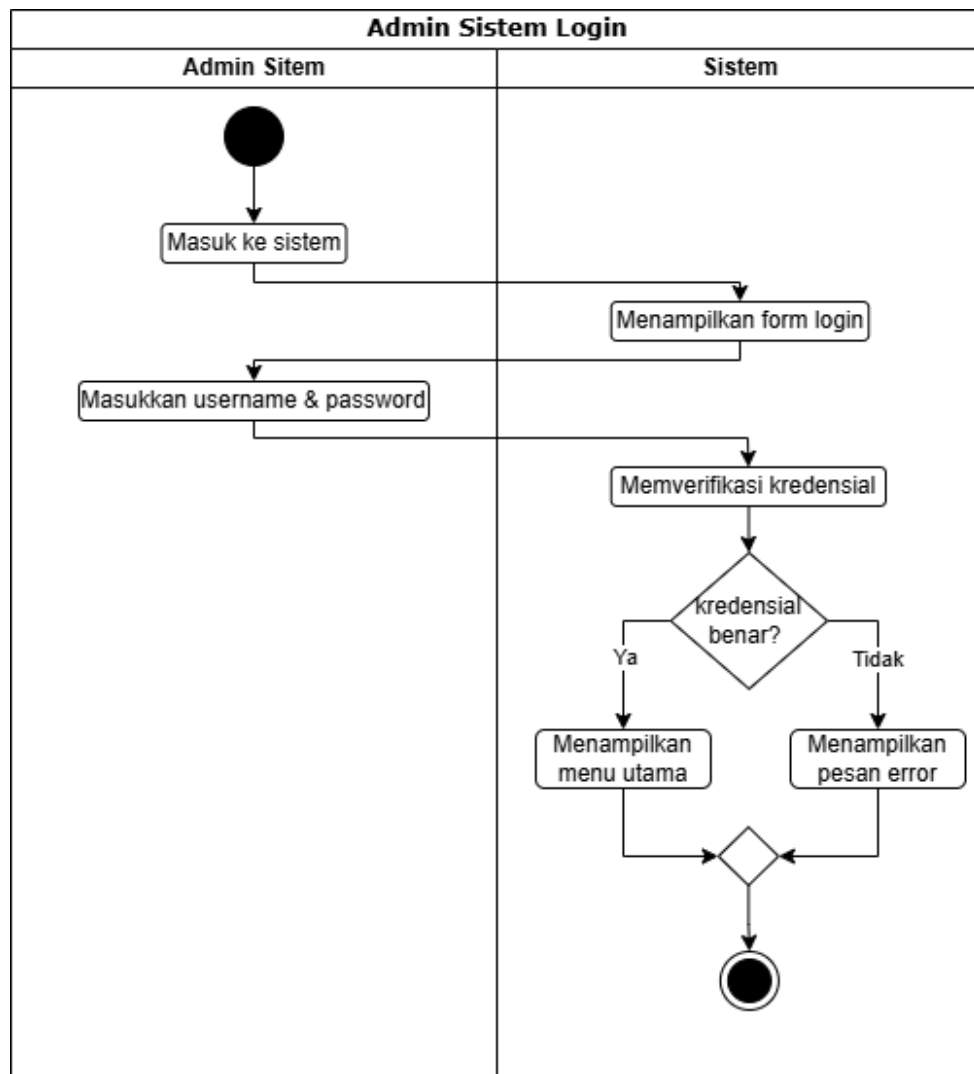 Admin Sistem Login
Admin Sitem
Sistem
Masuk ke sistem
Menampilkan form login
Masukkan username & password
Memverifikasi kredensial
kredensial
benar?
Ya
Tidak
Menampilkan
menu utama
Menampilkan
pesan error